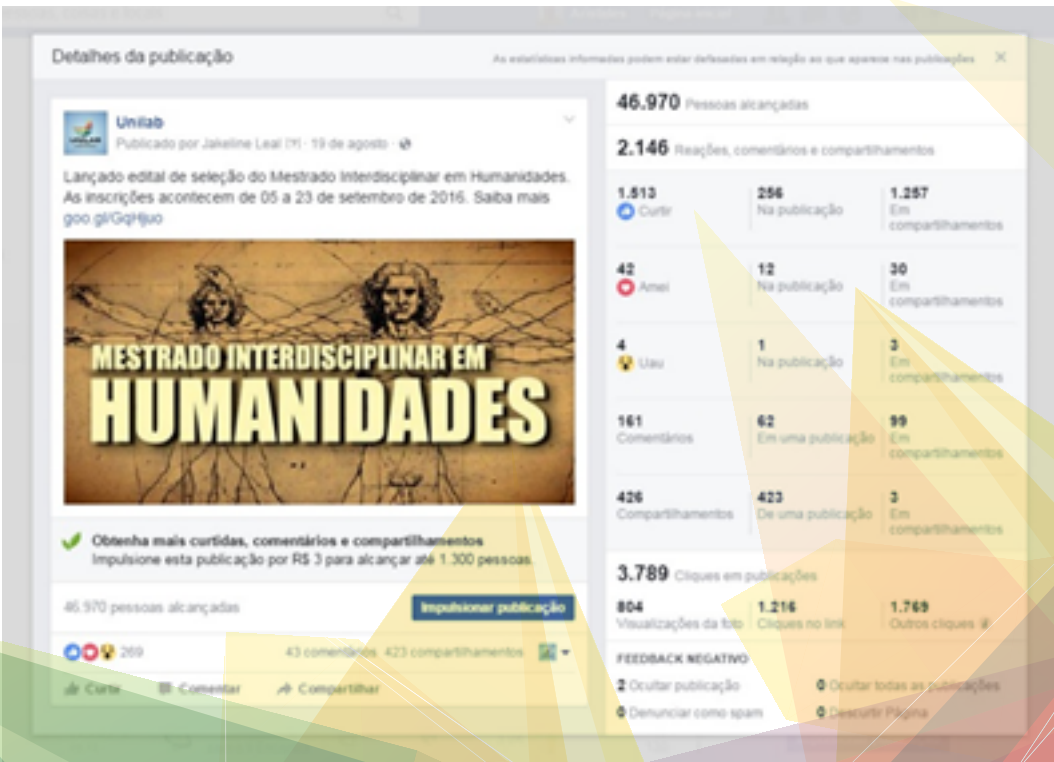 Detalhes da publicação
As estatísticas informadas podem estar defasadas em relação ao que aparece nas publicações
Unilab
Publicado por Jakeline Leal [?] · 19 de agosto ·
Lançado edital de seleção do Mestrado Interdisciplinar em Humanidades.
As inscrições acontecem de 05 a 23 de setembro de 2016. Saiba mais
goo.gl/GqHjuo
MESTRADO INTERDISCIPLINAR EM
HUMANIDADES
Obtenha mais curtidas, comentários e compartilhamentos
Impulsione esta publicação por R$ 3 para alcançar até 1.300 pessoas.
46.970 pessoas alcançadas
Impulsionar publicação
269
43 comentários 423 compartilhamentos
Curtir Comentar Compartilhar
46.970 Pessoas alcançadas
2.146 Reações, comentários e compartilhamentos
1.513 256 1.257
Curtir Na publicação Em
compartilhamentos
42 12 30
Amei Na publicação Em
compartilhamentos
4 1 3
Uau Na publicação Em
compartilhamentos
161 62 99
Comentários Em uma publicação Em
compartilhamentos
426 423 3
Compartilhamentos De uma publicação Em
compartilhamentos
3.789 Cliques em publicações
804 1.216 1.769
Visualizações da foto Cliques no link Outros cliques
FEEDBACK NEGATIVO
2 Ocultar publicação 0 Ocultar todas as publicações
0 Denunciar como spam 0 Descurtir Página